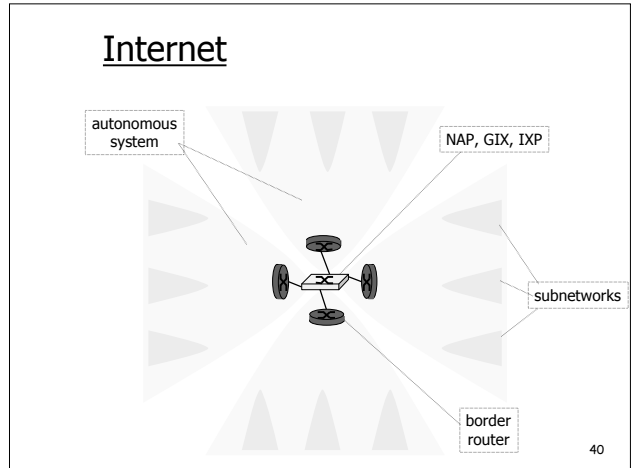 Internet
autonomous
system
NAP, GIX, IXP
subnetworks
border
router
40